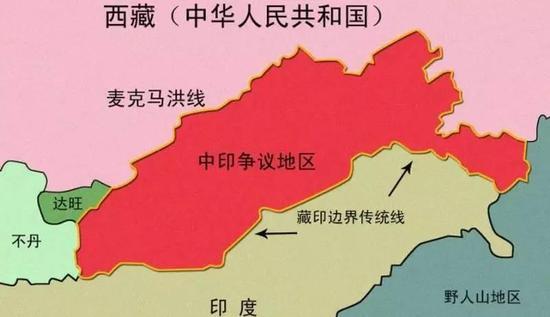 西藏（中华人民共和国）
麦克马洪线
中印争议地区
达旺
不丹
藏印边界传统线
印度
野人山地区